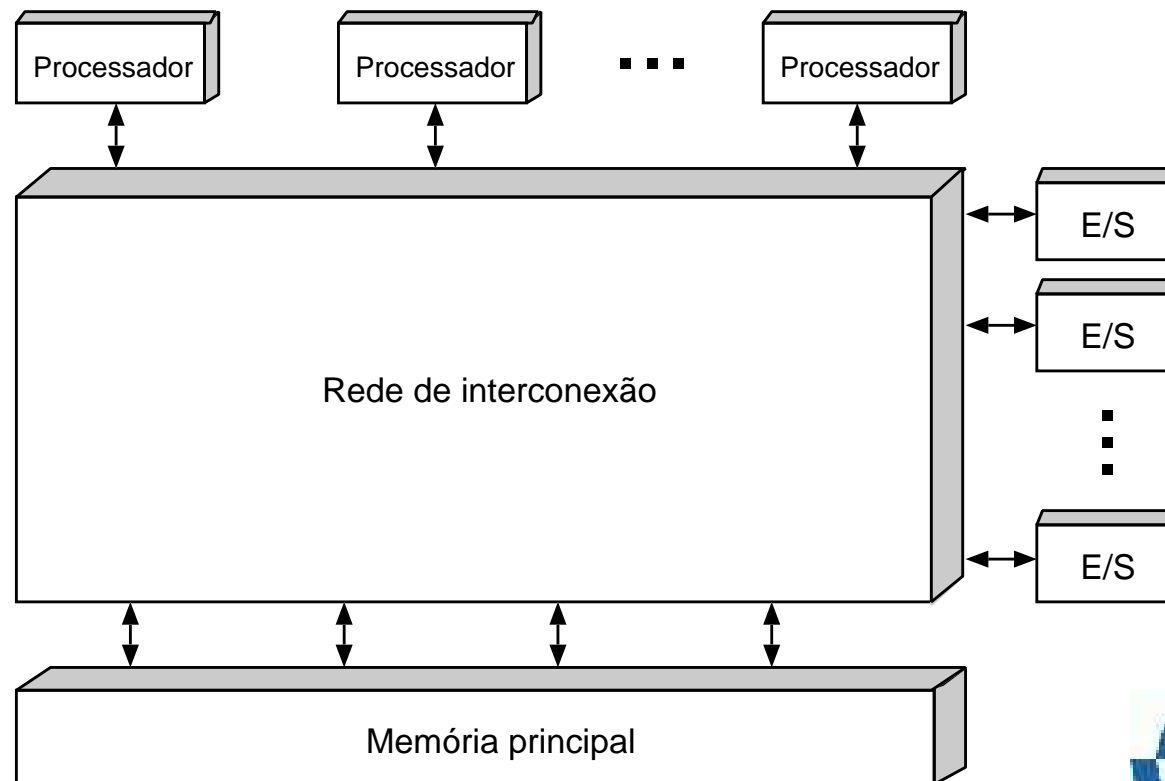 Processador
Processador
Processador
E/S
E/S
Rede de interconexão
E/S
Memória principal